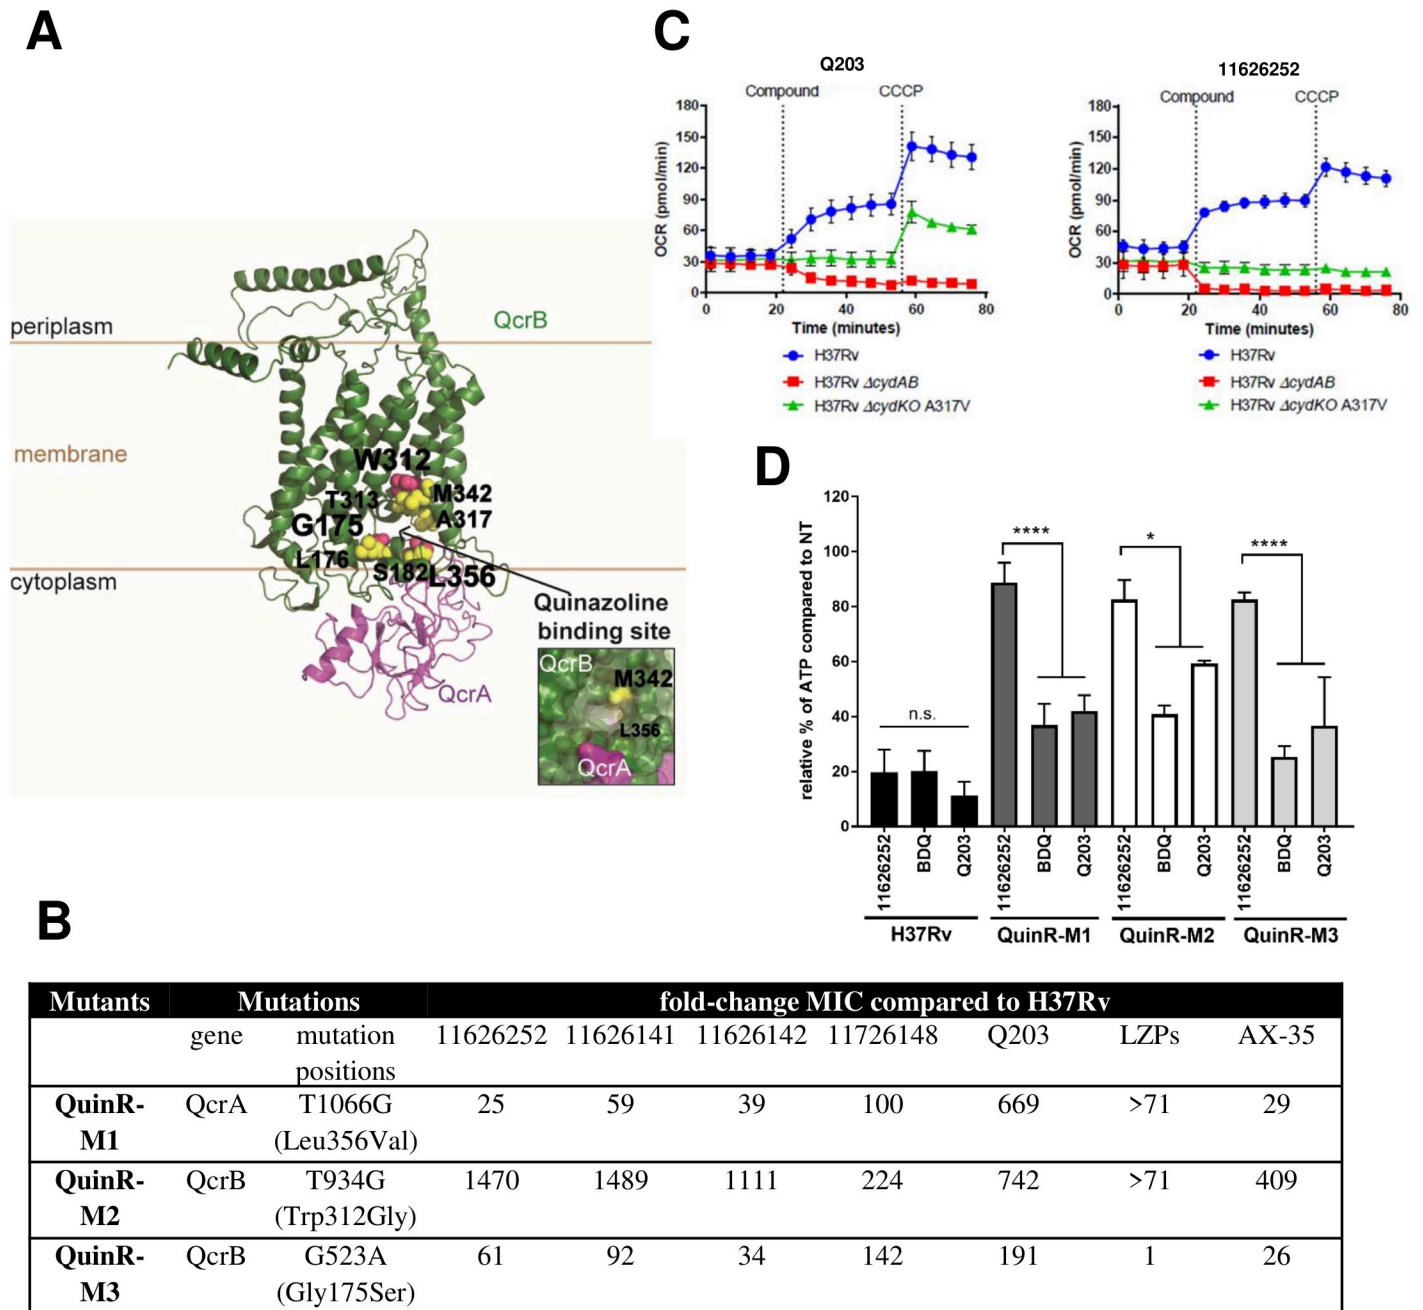 A
periplasm
QcrB
membrane
W312
T313
M342
G175
A317
L176
S182
L356
cytoplasm
Quinazoline
binding site
QcrA
QcrB
M342
L356
QcrA
C
Q203
Compound
CCCP
OCR (pmol/min)
180
150
120
90
60
30
0
0 20 40 60 80
Time (minutes)
H37Rv
H37Rv ΔcydAB
H37Rv ΔcydKO A317V
11626252
Compound
CCCP
OCR (pmol/min)
180
150
120
90
60
30
0
0 20 40 60 80
Time (minutes)
H37Rv
H37Rv ΔcydAB
H37Rv ΔcydKO A317V
D
relative % of ATP compared to NT
120
100
80
60
40
20
0
n.s.
****
*
****
11626252 BDQ Q203 11626252 BDQ Q203 11626252 BDQ Q203 11626252 BDQ Q203
H37Rv QuinR-M1 QuinR-M2 QuinR-M3
B
Mutants Mutations fold-change MIC compared to H37Rv
gene mutation 11626252 11626141 11626142 11726148 Q203 LZPs AX-35
positions
QuinR- QcrA T1066G 25 59 39 100 669 >71 29
M1 (Leu356Val)
QuinR- QcrB T934G 1470 1489 1111 224 742 >71 409
M2 (Trp312Gly)
QuinR- QcrB G523A 61 92 34 142 191 1 26
M3 (Gly175Ser)